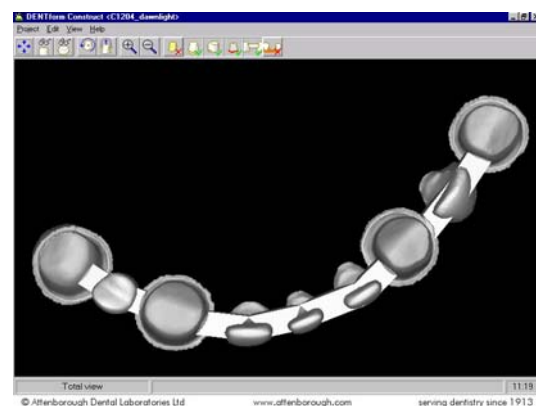 DENTform Construct <C1204_dawnlight>
Project Edit View Help
Total view
11:19
© Attenborough Dental Laboratories Ltd www.attenborough.com serving dentistry since 1913